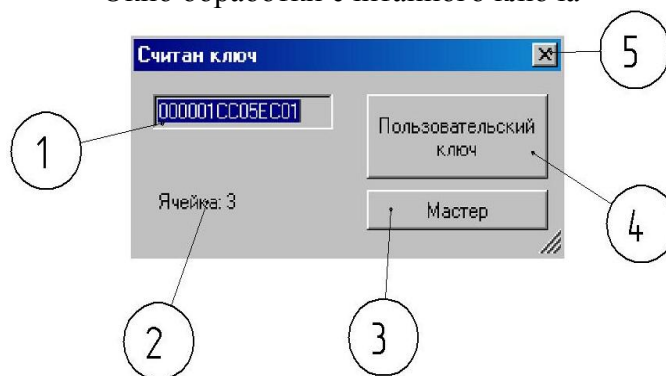 Окно обработки считанного ключа
Считан ключ
5
000001CC05EC01
1
Пользовательский
ключ
4
Ячейка: 3
Мастер
2
3